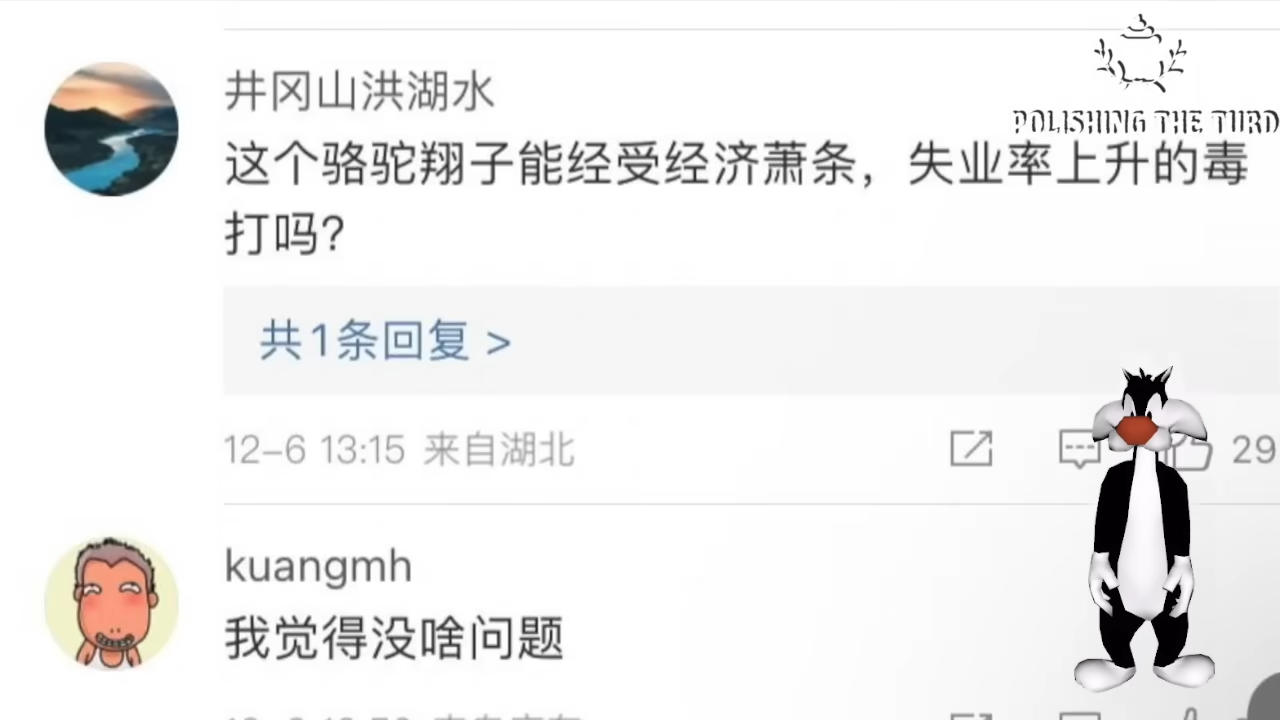 POLISHING THE TURD
井冈山洪湖水
这个骆驼翔子能经受经济萧条，失业率上升的毒
打吗?
共1条回复 >
12-6 13:15 来自湖北
29
kuangmh
我觉得没啥问题